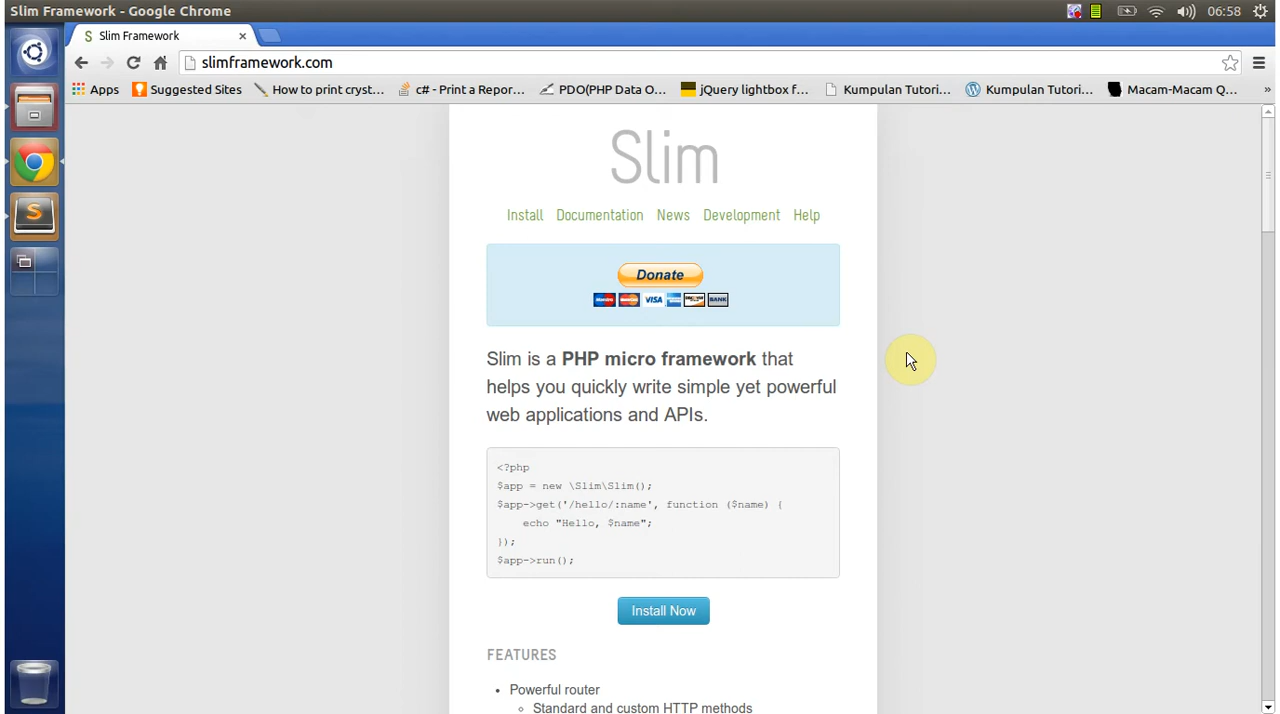 Slim Framework - Google Chrome
06:58
S Slim Framework
slimframework.com
Apps Suggested Sites How to print cryst... c# - Print a Repor... PDO(PHP Data O... jQuery lightbox f... Kumpulan Tutori... Kumpulan Tutori... Macam-Macam Q... »
Slim
Install Documentation News Development Help
Donate
VISA BANK
Slim is a PHP micro framework that
helps you quickly write simple yet powerful
web applications and APIs.
<?php
$app = new \Slim\Slim();
$app->get('/hello/:name', function ($name) {
echo "Hello, $name";
});
$app->run();
Install Now
FEATURES
• Powerful router
Standard and custom HTTP methods